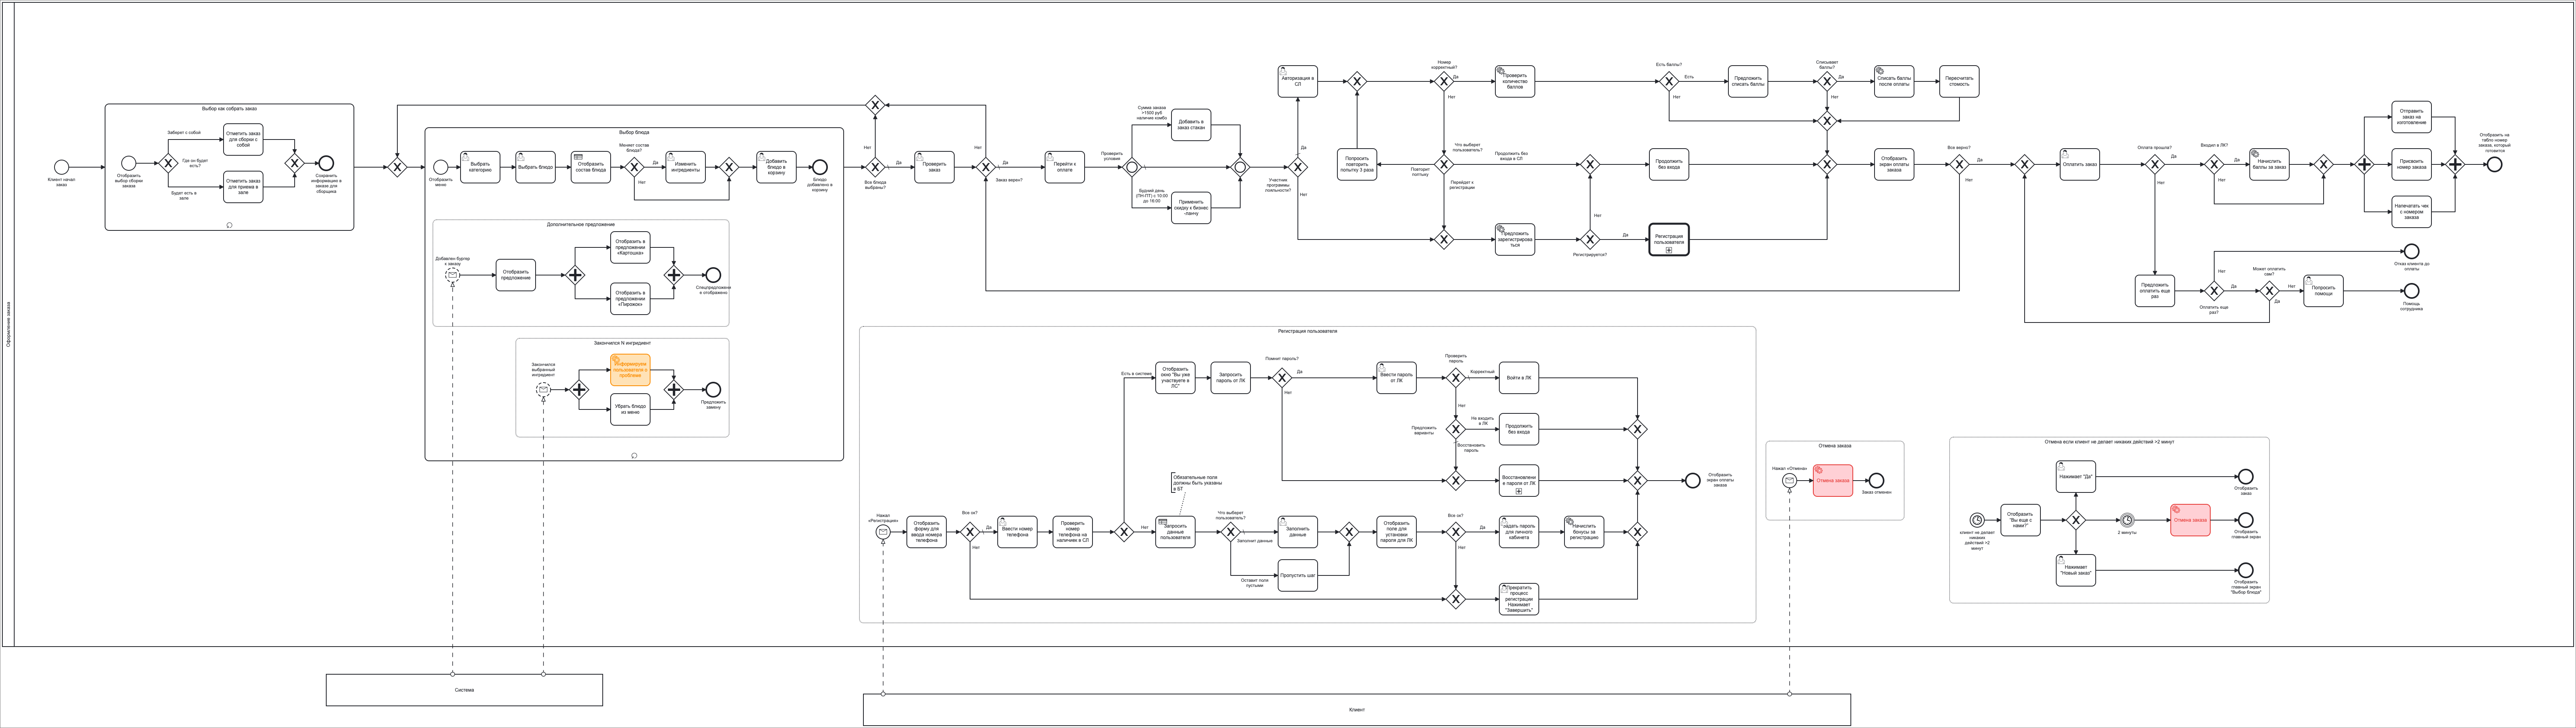 Оформление заказа
Клиент начал
заказ
Выбор как собрать заказ
Отобразить
выбор сборки
заказа
Заберет с собой
Где он будет
есть?
Будет есть в
зале
Отметить заказ
для сборки с
собой
Отметить заказ
для приема в
зале
Сохранить
информацию в
заказе для
сборщика
Выбор блюда
Отобразить
меню
Выбрать
категорию
Выбрать блюдо
Отобразить
состав блюда
Меняет состав
блюда?
Да
Нет
Изменить
ингредиенты
Добавить
блюдо в
корзину
Блюдо
добавлено в
корзину
Дополнительное предложение
Добавлен бургер
к заказу
Отобразить
предложение
Отобразить в
предложении
«Картошка»
Отобразить в
предложении
«Пирожок»
Спецпредложени
е отображено
Закончился N ингредиент
Закончился
выбранный
ингредиент
Информируем
пользователя о
проблеме
Убрать блюдо
из меню
Предложить
замену
Нет
Все блюда
выбраны?
Да
Проверить
заказ
Нет
Да
Заказ верен?
Перейти к
оплате
Проверить
условия
Сумма заказа
>1500 руб
наличие комбо
Будний день
(ПН-ПТ) с 10:00
до 16:00
Добавить в
заказ стакан
Применить
скидку к бизнес
-ланчу
Участник
программы
лояльности?
Да
Нет
Авторизация в
СЛ
Попросить
повторить
попытку 3 раза
Номер
корректный?
Да
Нет
Проверить
количество
баллов
Что выберет
пользователь?
Повторит
попытку
Продолжить без
входа в СЛ
Перейдет к
регистрации
Предложить
зарегистрирова
ться
Регистрируется?
Нет
Да
Продолжить
без входа
Регистрация
пользователя
Есть баллы?
Есть
Нет
Предложить
списать баллы
Списывает
баллы?
Да
Нет
Списать баллы
после оплаты
Пересчитать
стоимость
Отобразить
экран оплаты
заказа
Все верно?
Да
Нет
Оплатить заказ
Оплата прошла?
Да
Нет
Входил в ЛК?
Да
Нет
Начислить
баллы за заказ
Отправить
заказ на
изготовление
Присвоить
номер заказа
Напечатать чек
с номером
заказа
Отобразить на
табло номер
заказа, который
готовится
Предложить
оплатить еще
раз
Оплатить еще
раз?
Нет
Да
Может оплатить
сам?
Нет
Да
Попросить
помощи
Отказ клиента до
оплаты
Помощь
сотрудника
Регистрация пользователя
Нажал
«Регистрация»
Отобразить
форму для
ввода номера
телефона
Все ок?
Да
Нет
Ввести номер
телефона
Проверить
номер
телефона на
наличие в СЛ
Есть в системе
Нет
Отобразить
окно "Вы уже
участвуете в
ЛС"
Запросить
пароль от ЛК
Помнит пароль?
Да
Нет
Ввести пароль
от ЛК
Проверить
пароль
Корректный
Нет
Войти в ЛК
Предложить
варианты
Не входить
в ЛК
Восстановить
пароль
Продолжить
без входа
Восстановлени
е пароля от ЛК
Обязательные поля
должны быть указаны
в БТ
Запросить
данные
пользователя
Что выберет
пользователь?
Заполнит данные
Оставит поля
пустыми
Заполнить
данные
Пропустить шаг
Отобразить
поле для
установки
пароля для ЛК
Все ок?
Да
Нет
Задать пароль
для личного
кабинета
Начислить
бонусы за
регистрацию
Прекратить
процесс
регистрации
Нажимает
"Завершить"
Отобразить
экран оплаты
заказа
Отмена заказа
Нажал «Отмена»
Отмена заказа
Заказ отменен
Отмена если клиент не делает никаких действий >2 минут
клиент не делает
никаких
действий >2
минут
Отобразить
"Вы еще с
нами?"
Нажимает "Да"
2 минуты
Отмена заказа
Нажимает
"Новый заказ"
Отобразить
заказ
Отобразить
главный экран
Отобразить
главный экран
"Выбор блюда"
Система
Клиент